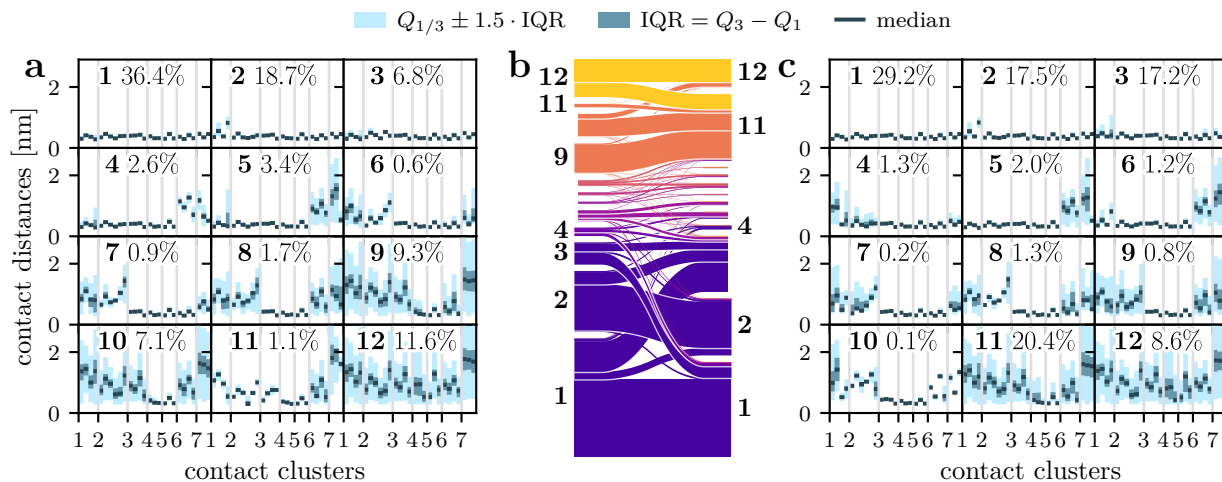 Q1/3 ± 1.5 · IQR IQR = Q3 − Q1 median
a b c
contact distances [nm]
1 36.4% 2 18.7% 3 6.8%
4 2.6% 5 3.4% 6 0.6%
7 0.9% 8 1.7% 9 9.3%
10 7.1% 11 1.1% 12 11.6%
2
0
2
0
2
0
2
0
1 2 3 4 5 6 7 1 2 3 4 5 6 7 1 2 3 4 5 6 7
contact clusters
12
11
9
4
3
2
1
12
11
4
2
1
1 29.2% 2 17.5% 3 17.2%
4 1.3% 5 2.0% 6 1.2%
7 0.2% 8 1.3% 9 0.8%
10 0.1% 11 20.4% 12 8.6%
2
0
2
0
2
0
2
0
1 2 3 4 5 6 7 1 2 3 4 5 6 7 1 2 3 4 5 6 7
contact clusters